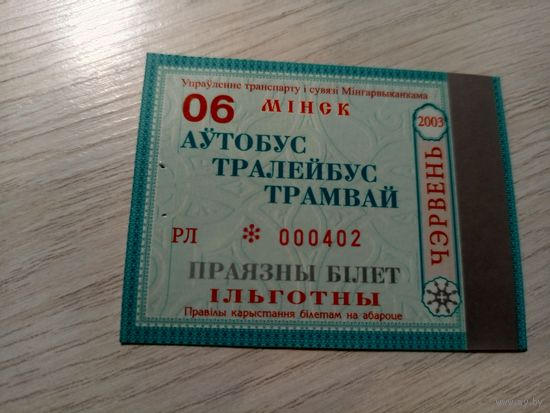 Упраўленне транспарту і сувязі Мінгарвыканкама
06 МІНСК
АЎТОБУС
ТРАЛЕЙБУС
ТРАМВАЙ
РЛ * 000402
ПРАЯЗНЫ БІЛЕТ
ІЛЬГОТНЫ
Правілы карыстання білетам на абароце
2003
ЧЭРВЕНЬ